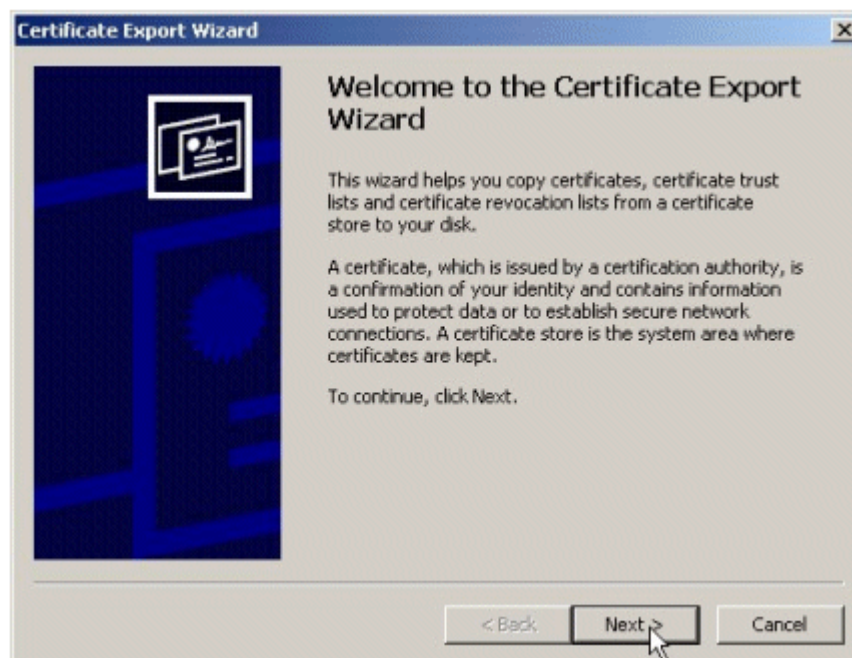 Certificate Export Wizard
Welcome to the Certificate Export
Wizard
This wizard helps you copy certificates, certificate trust
lists and certificate revocation lists from a certificate
store to your disk.
A certificate, which is issued by a certification authority, is
a confirmation of your identity and contains information
used to protect data or to establish secure network
connections. A certificate store is the system area where
certificates are kept.
To continue, click Next.
< Back
Next >
Cancel